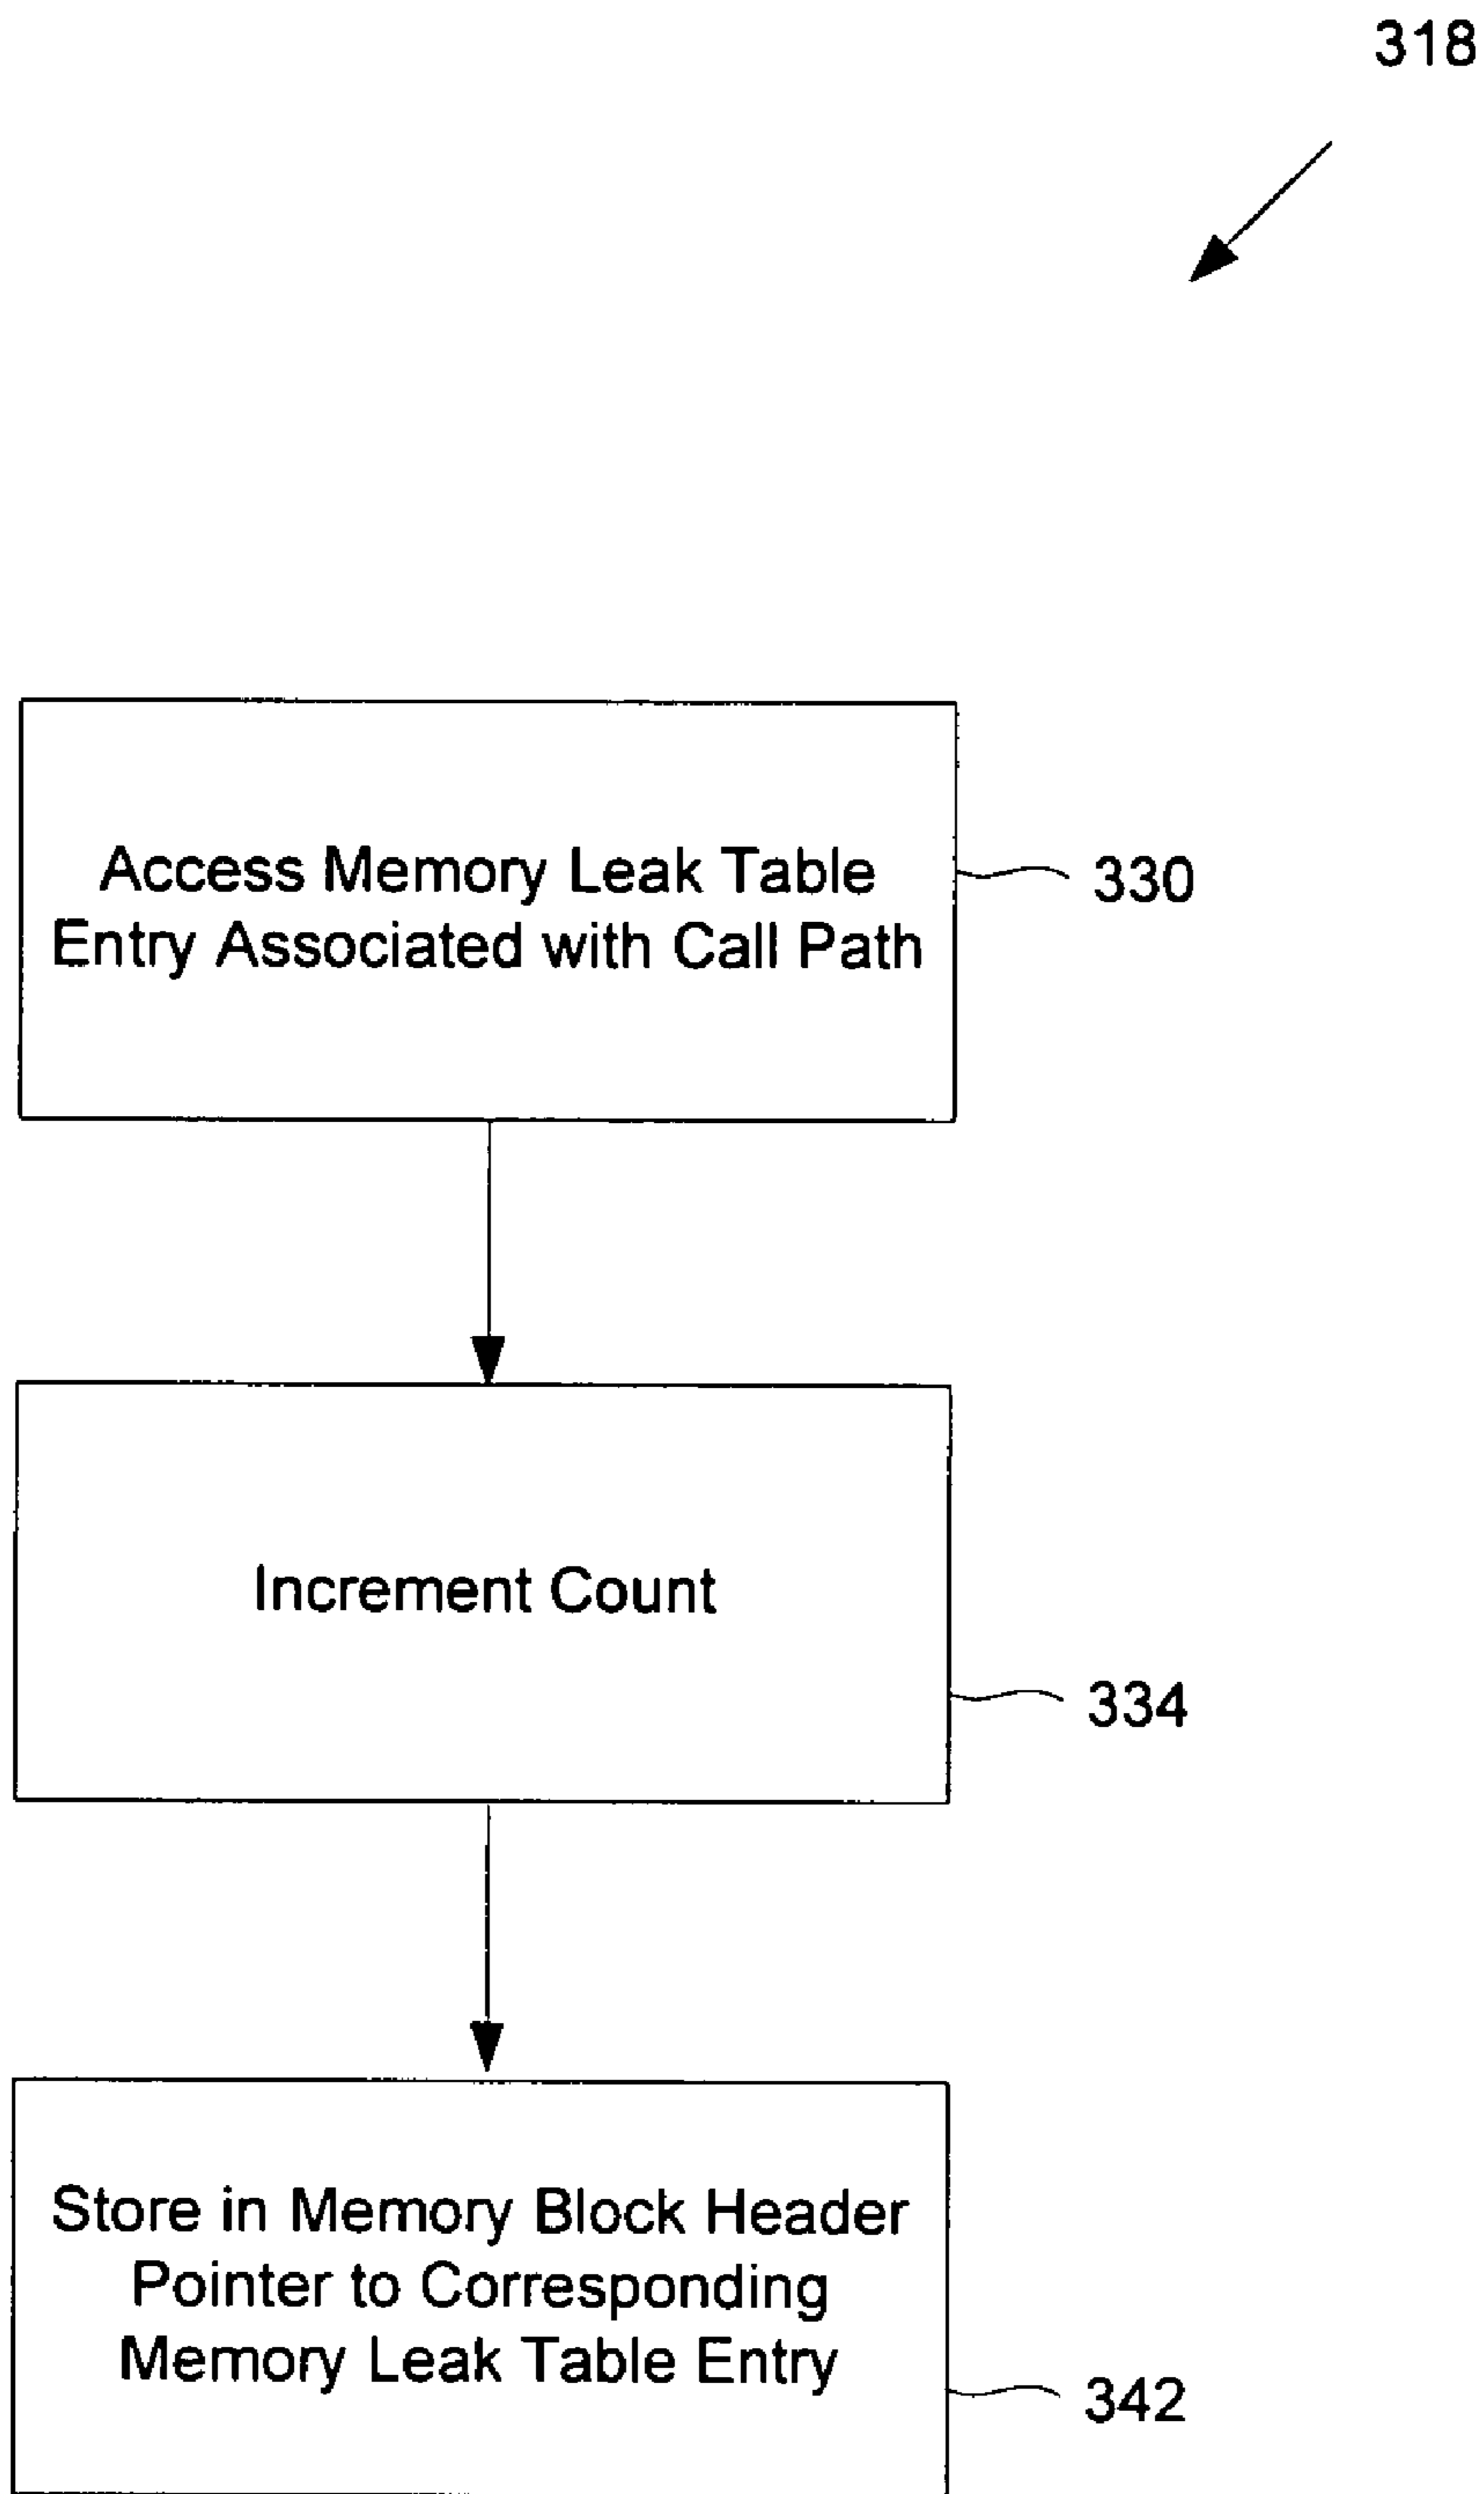 318
Access Memory Leak Table
Entry Associated with Call Path
330
Increment Count
334
Store in Memory Block Header
Pointer to Corresponding
Memory Leak Table Entry
342